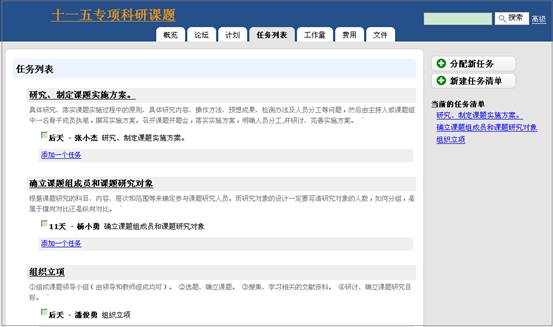 十一五专项科研课题
搜索 高级
概览 论坛 计划 任务列表 工作室 费用 文件
任务列表
研究、制定课题实施方案。
具体研究、落实课题实施过程中的原则、具体研究内容、操作方法、预想成果、检测办法及人员分工等问题，然后由主持人或课题组
中一名骨干成员执笔，撰写实施方案。召开课题开题会，落实实施方案，明确人员分工，并研讨、完善实施方案。
后天 - 张小杰 研究、制定课题实施方案。
添加一个任务
确立课题组成员和课题研究对象
根据课题研究的科目、内容、层次和范围等来确定参与课题研究人员。而研究对象的设计一定要写清研究对象的人数，如何分组，是
属于横向对比还是纵向对比。
11天 - 杨小勇 确立课题组成员和课题研究对象
添加一个任务
组织立项
①组成课题领导小组（由领导和教师组成均可）。 ②选题、确立课题。 ③搜集、学习相关的文献资料。 ④研讨、确立课题研究目
标。
后天 - 潘俊勇 组织立项
分配新任务
新建任务清单
当前的任务清单
研究、制定课题实施方案。
确立课题组成员和课题研究对象
组织立项